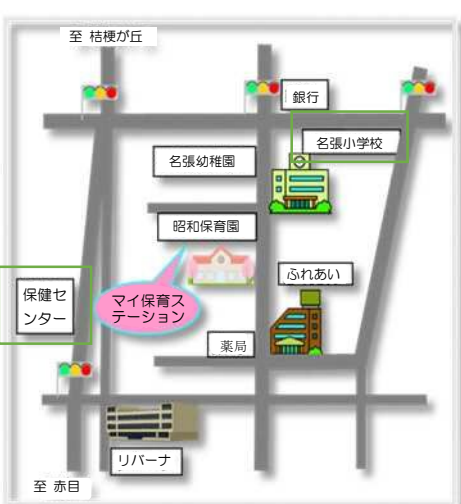 至 桔梗が丘
銀行
名張小学校
名張幼稚園
昭和保育園
ふれあい
保健セ
ンター
マイ保育ス
テーション
薬局
リバーナ
至 赤目